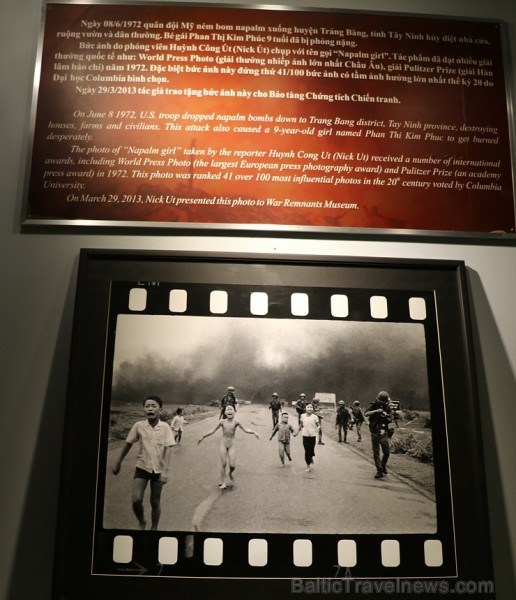 Ngày 08/6/1972 quân đội Mỹ ném bom napalm xuống huyện Trảng Bàng, tỉnh Tây Ninh hủy diệt nhà cửa,
ruộng vườn và dân thường. Bé gái Phan Thị Kim Phúc 9 tuổi đã bị phỏng nặng.
Bức ảnh do phóng viên Huỳnh Công Út (Nick Út) chụp với tên gọi "Napalm girl". Tác phẩm đã đạt nhiều giải
thưởng quốc tế như: World Press Photo (giải thưởng nhiếp ảnh lớn nhất Châu Âu), giải Pulitzer Prize (giải Hàn
lâm báo chí) năm 1972. Đặc biệt bức ảnh này đứng thứ 41/100 bức ảnh có tầm ảnh hưởng lớn nhất thế kỷ 20 do
Đại học Columbia bình chọn.
Ngày 29/3/2013 tác giả trao tặng bức ảnh này cho Bảo tàng Chứng tích Chiến tranh.
On June 8 1972, U.S. troop dropped napalm bombs down to Trang Bang district, Tay Ninh province, destroying
houses, farms and civilians. This attack also caused a 9-year-old girl named Phan Thi Kim Phuc to get burned
desperately.
The photo of "Napalm girl" taken by the reporter Huynh Cong Ut (Nick Ut) received a number of international
awards, including World Press Photo (the largest European press photography award) and Pulitzer Prize (an academy
press award) in 1972. This photo was ranked 41 over 100 most influential photos in the 20th century voted by Columbia
University.
On March 29, 2013, Nick Ut presented this photo to War Remnants Museum.
BalticTravelnews.com